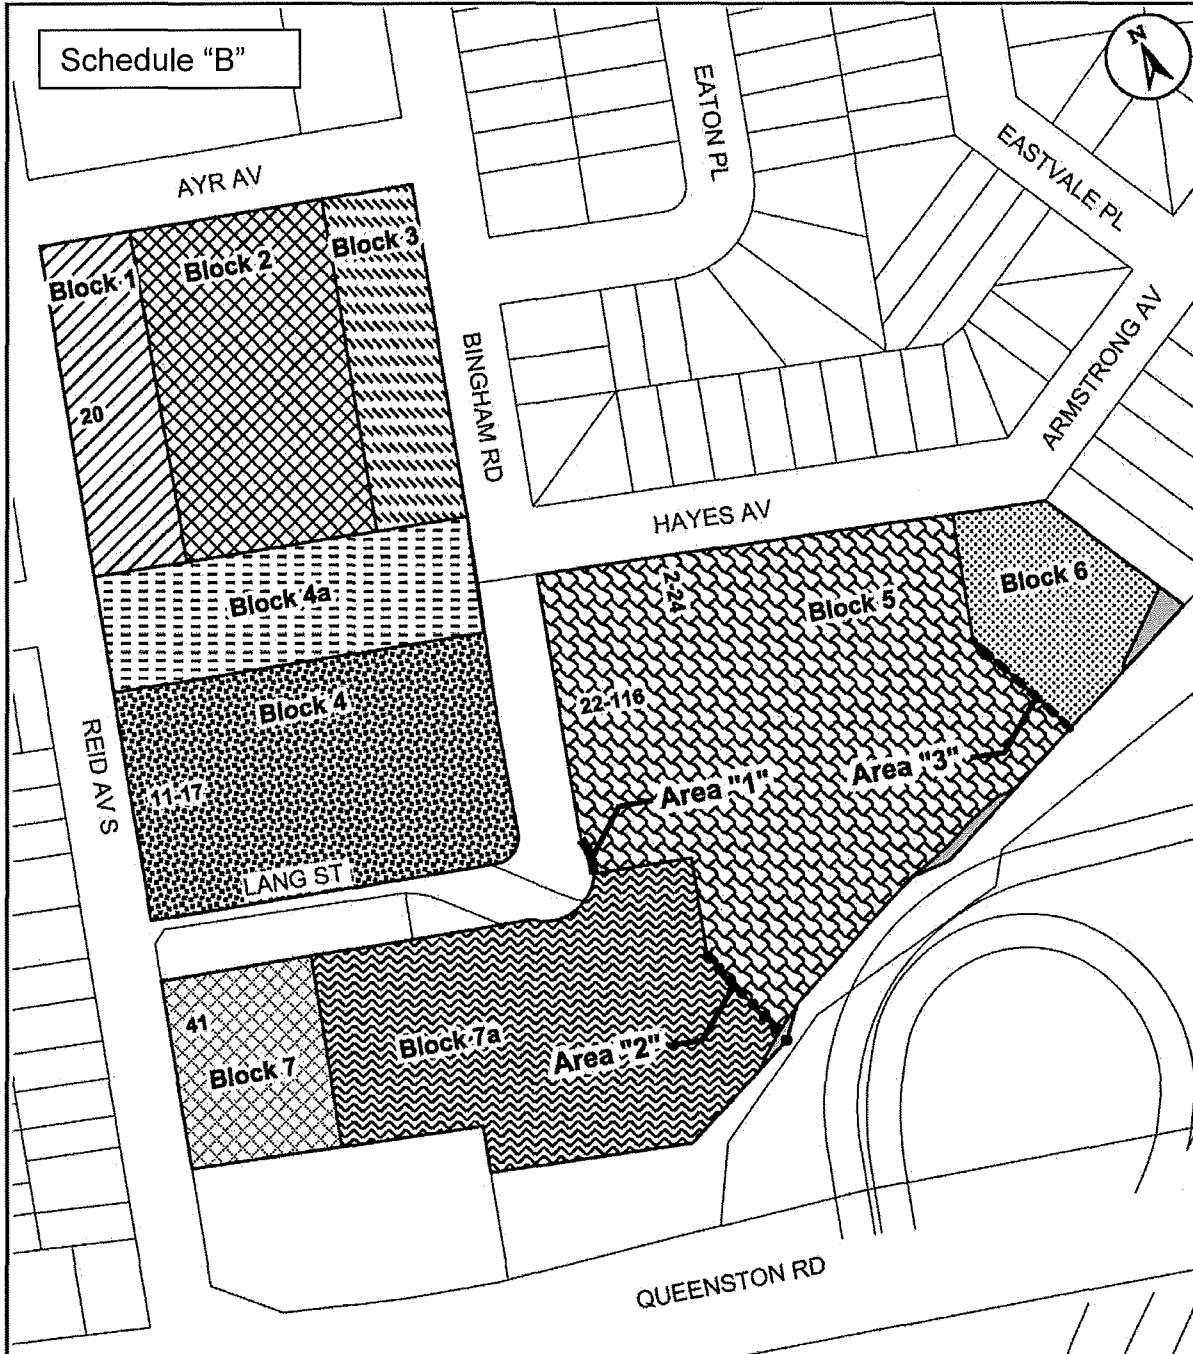 Schedule "B"
N
EATON PL
EASTVALE PL
AYR AV
Block 1
Block 2
Block 3
ARMSTRONG AV
BINGHAM RD
20
HAYES AV
2-24
Block 6
Block 5
Block 4a
22-116
Block 4
REID AV S
11-17
Area "1"
Area "3"
LANG ST
41
Block 7
Block 7a
Area "2"
QUEENSTON RD